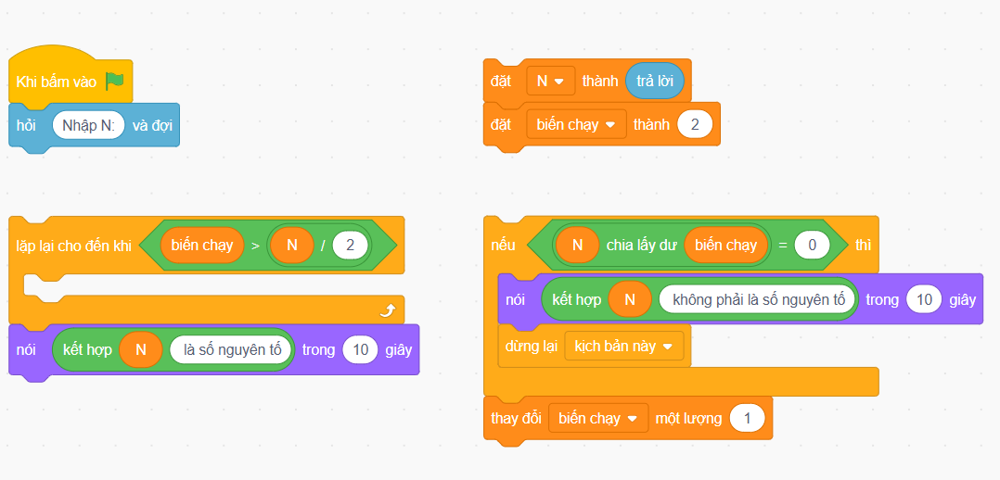 Khi bấm vào
hỏi Nhập N: và đợi
đặt N thành trả lời
đặt biến chạy thành 2
lặp lại cho đến khi biến chạy > N / 2
nói kết hợp N là số nguyên tố trong 10 giây
nếu N chia lấy dư biến chạy = 0 thì
nói kết hợp N không phải là số nguyên tố trong 10 giây
dừng lại kịch bản này
thay đổi biến chạy một lượng 1